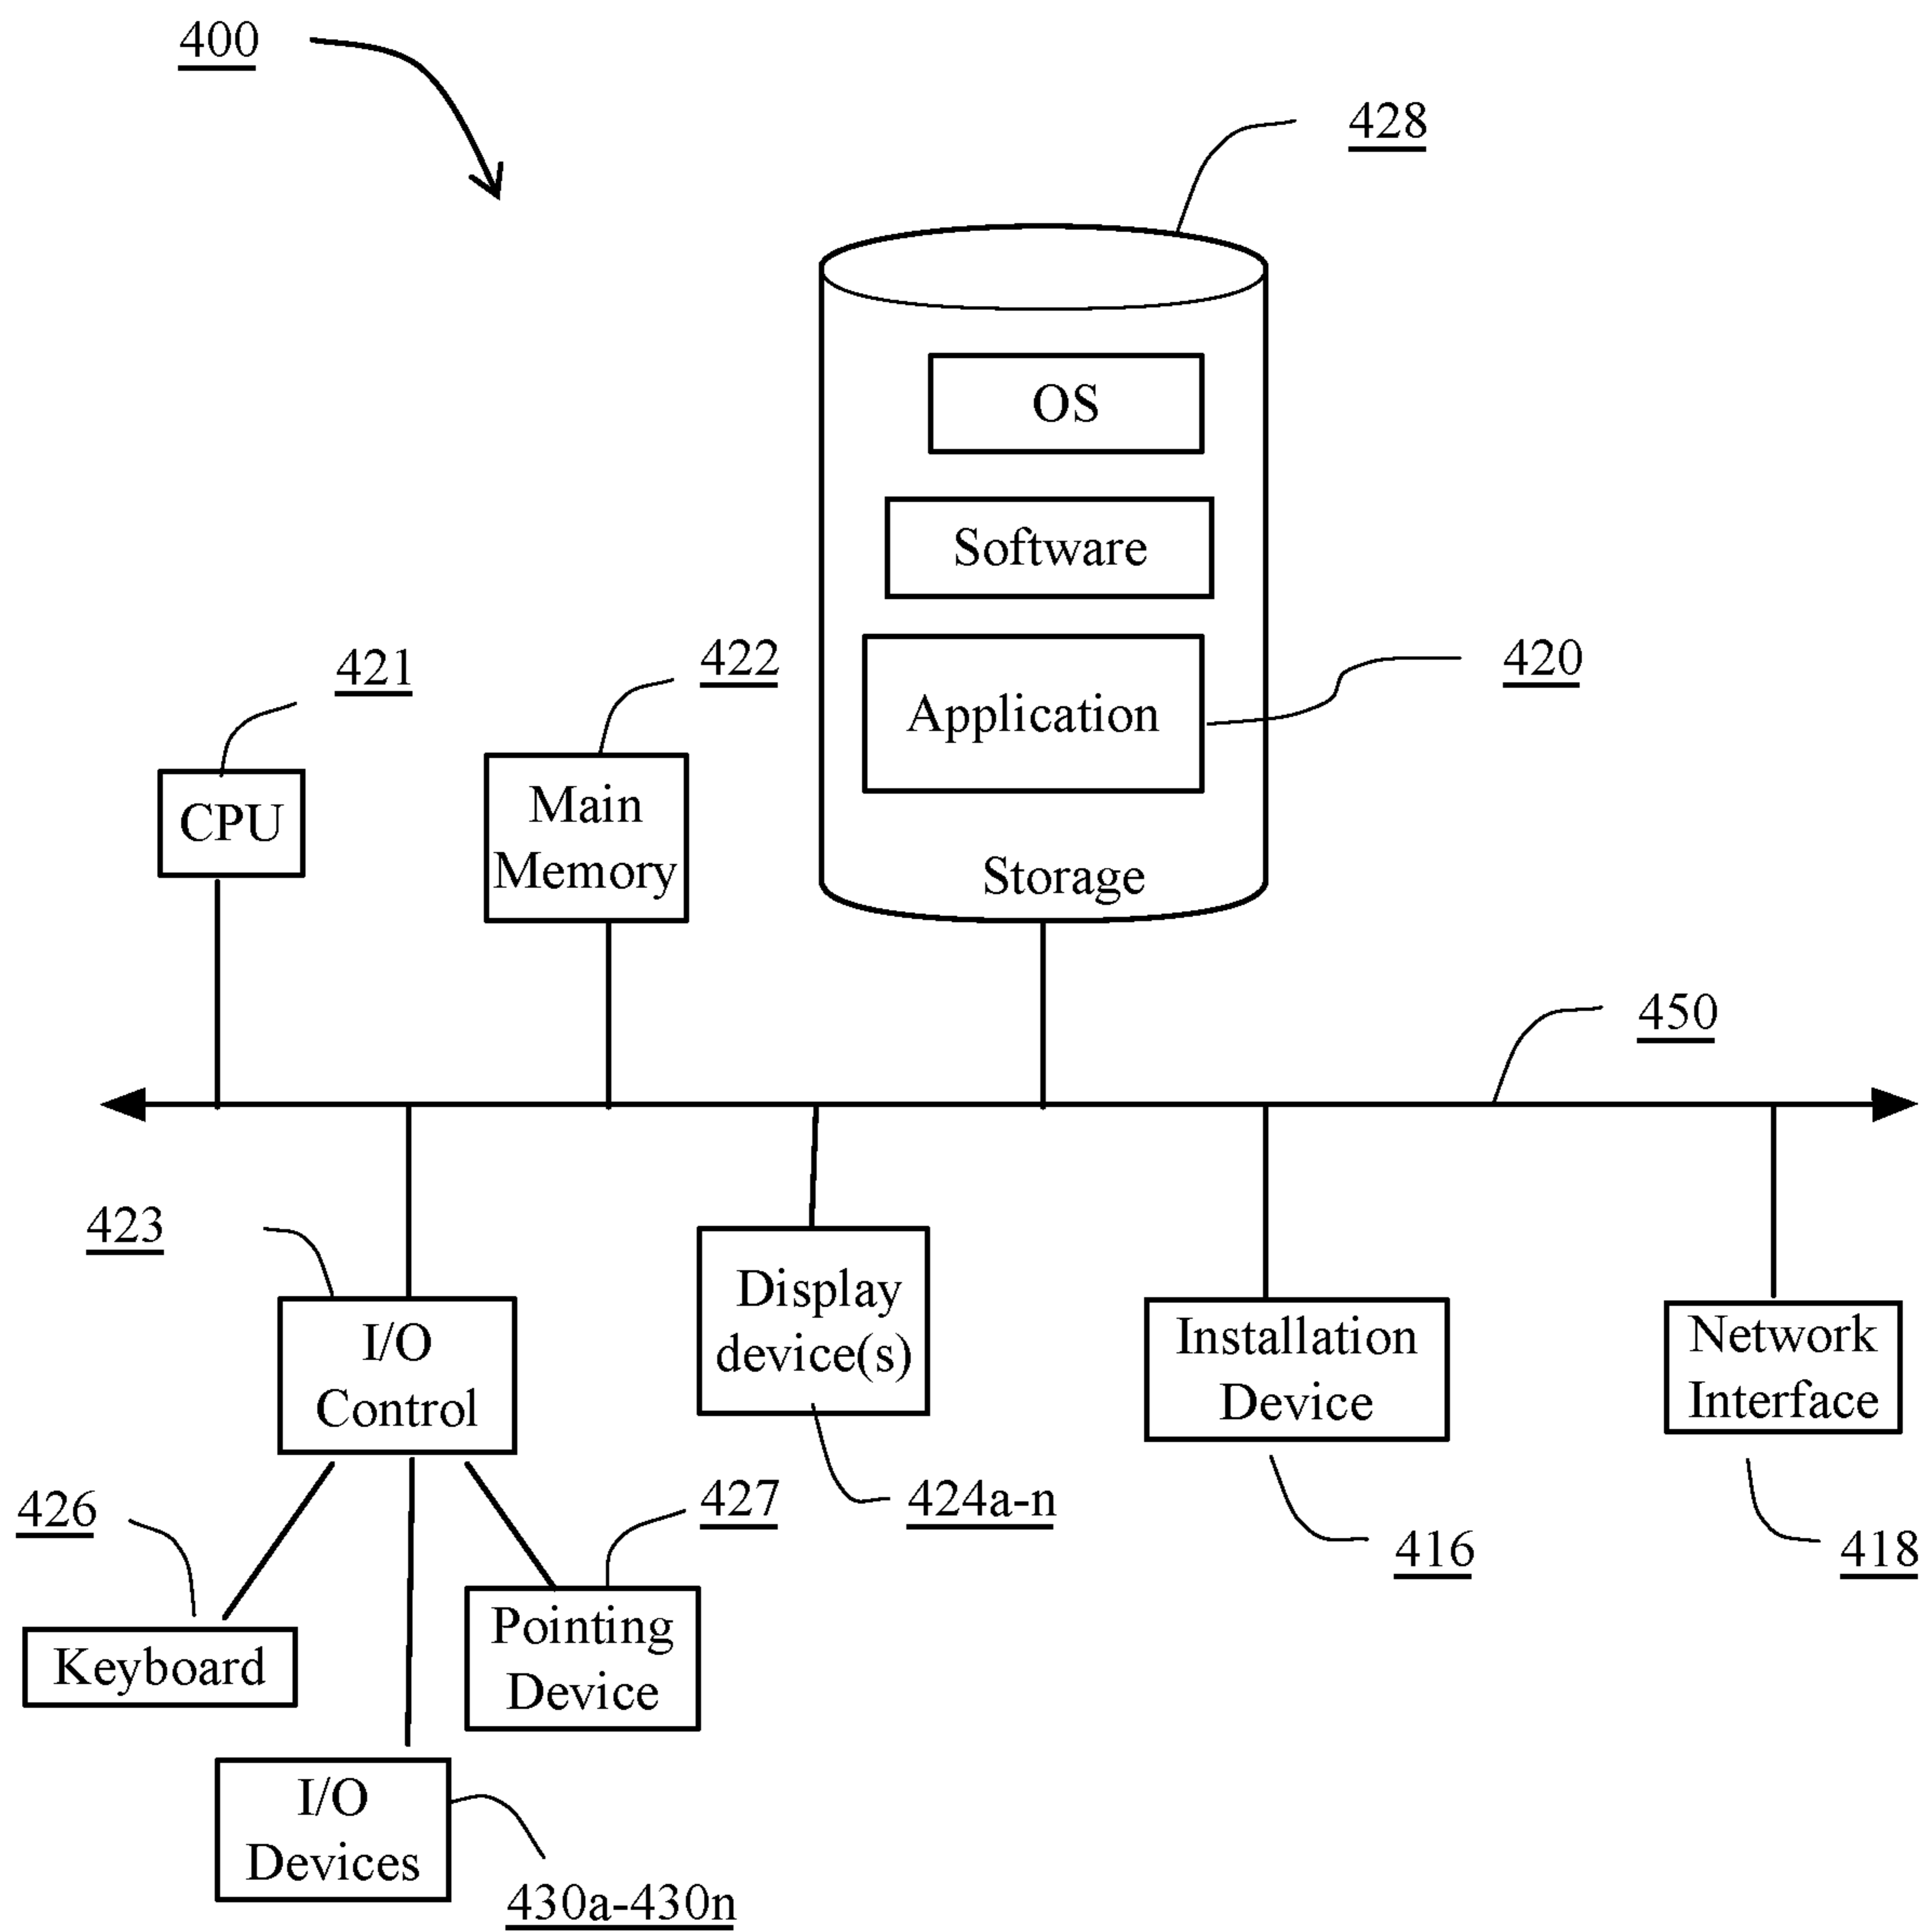 400
428
OS
Software
421
422
420
Application
CPU
Main
Memory
Storage
450
423
Display
device(s)
I/O
Control
Installation
Device
Network
Interface
426
427
424a-n
416
418
Keyboard
Pointing
Device
I/O
Devices
430a-430n